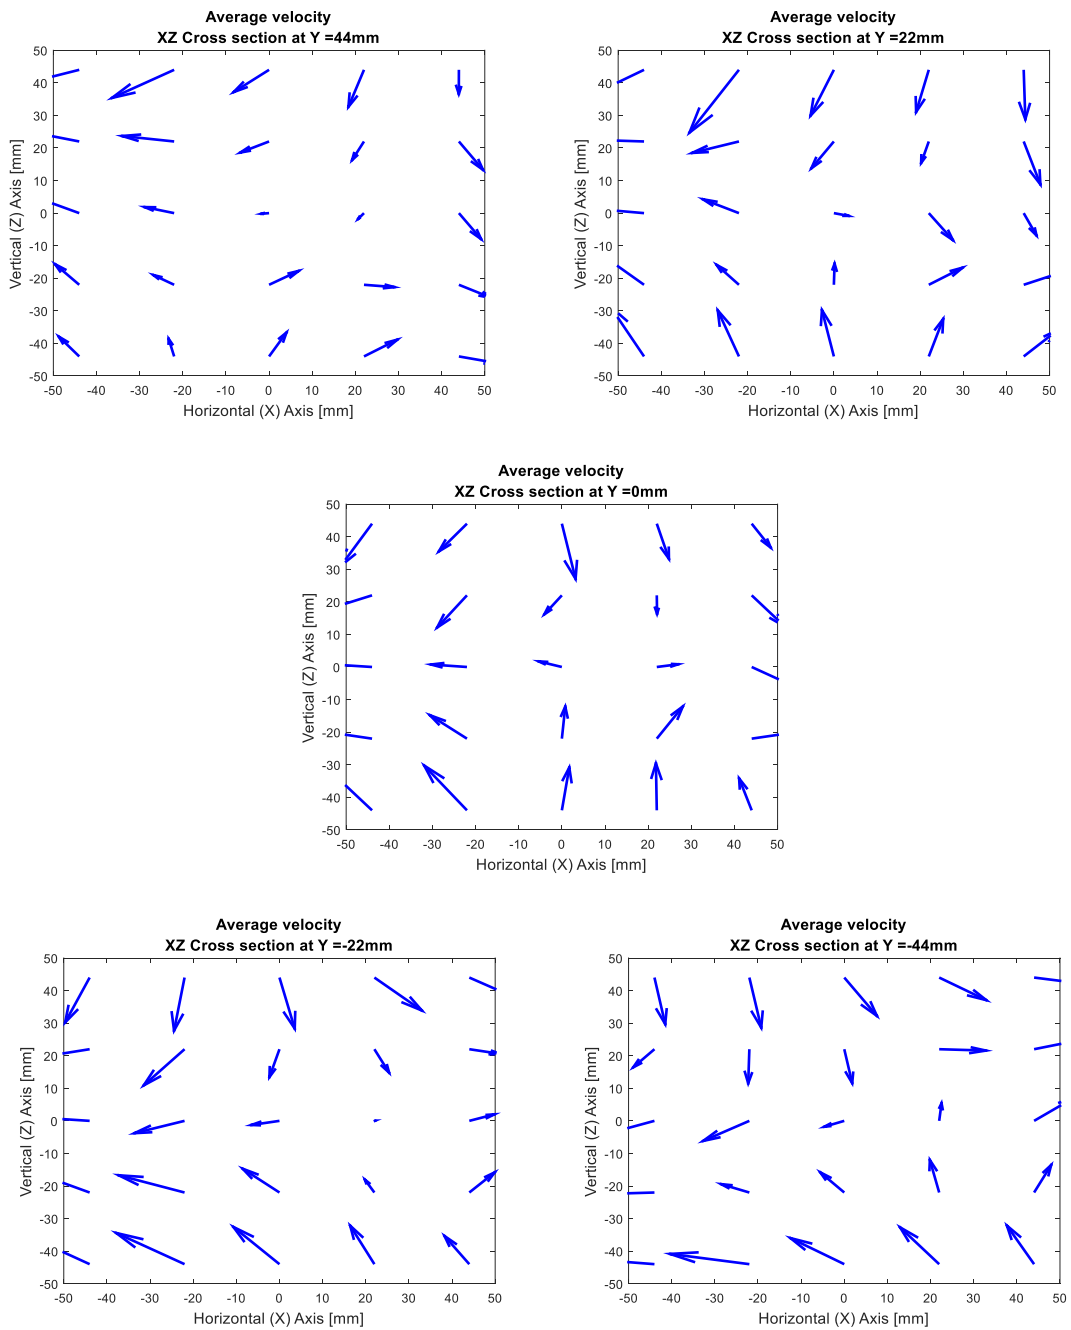 Average velocity
XZ Cross section at Y =44mm
50
40
30
20
10
0
-10
-20
-30
-40
-50
Vertical (Z) Axis [mm]
-50 -40 -30 -20 -10 0 10 20 30 40 50
Horizontal (X) Axis [mm]
Average velocity
XZ Cross section at Y =22mm
50
40
30
20
10
0
-10
-20
-30
-40
-50
Vertical (Z) Axis [mm]
-50 -40 -30 -20 -10 0 10 20 30 40 50
Horizontal (X) Axis [mm]
Average velocity
XZ Cross section at Y =0mm
50
40
30
20
10
0
-10
-20
-30
-40
-50
Vertical (Z) Axis [mm]
-50 -40 -30 -20 -10 0 10 20 30 40 50
Horizontal (X) Axis [mm]
Average velocity
XZ Cross section at Y =-22mm
50
40
30
20
10
0
-10
-20
-30
-40
-50
Vertical (Z) Axis [mm]
-50 -40 -30 -20 -10 0 10 20 30 40 50
Horizontal (X) Axis [mm]
Average velocity
XZ Cross section at Y =-44mm
50
40
30
20
10
0
-10
-20
-30
-40
-50
Vertical (Z) Axis [mm]
-50 -40 -30 -20 -10 0 10 20 30 40 50
Horizontal (X) Axis [mm]